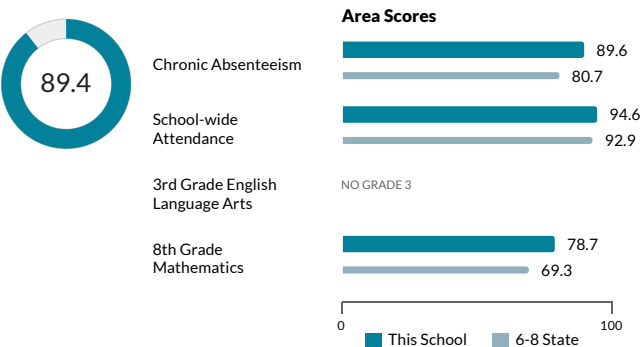 Area Scores
89.4
Chronic Absenteeism
89.6
80.7
School-wide
Attendance
94.6
92.9
3rd Grade English
Language Arts
NO GRADE 3
8th Grade
Mathematics
78.7
69.3
0
100
This School
6-8 State